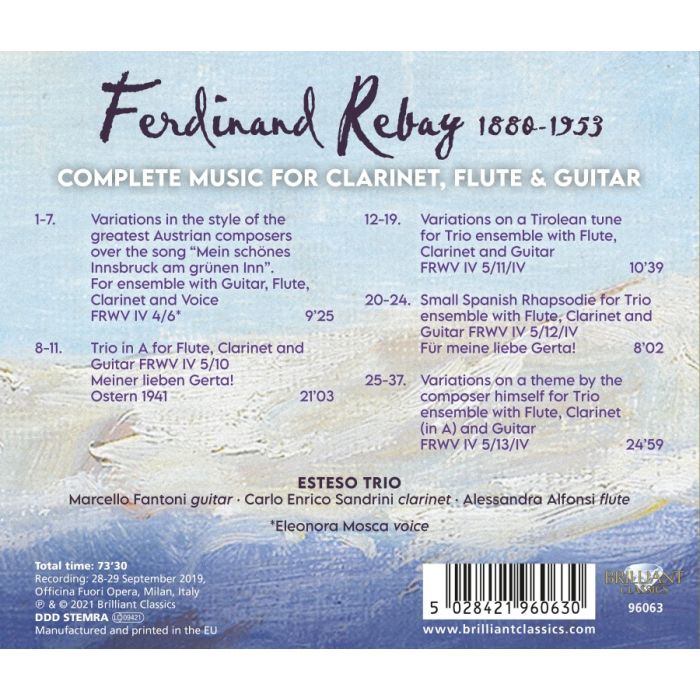 Ferdinand Rebay 1880-1953
COMPLETE MUSIC FOR CLARINET, FLUTE & GUITAR
1-7. Variations in the style of the
greatest Austrian composers
over the song “Mein schönes
Innsbruck am grünen Inn”.
For ensemble with Guitar, Flute,
Clarinet and Voice
FRWV IV 4/6* 9'25
8-11. Trio in A for Flute, Clarinet and
Guitar FRWV IV 5/10
Meiner lieben Gerta!
Ostern 1941 21'03
12-19. Variations on a Tirolean tune
for Trio ensemble with Flute,
Clarinet and Guitar
FRWV IV 5/11/IV 10'39
20-24. Small Spanish Rhapsodie for Trio
ensemble with Flute, Clarinet and
Guitar FRWV IV 5/12/IV
Für meine liebe Gerta! 8'02
25-37. Variations on a theme by the
composer himself for Trio
ensemble with Flute, Clarinet
(in A) and Guitar
FRWV IV 5/13/IV 24'59
ESTESO TRIO
Marcello Fantoni guitar · Carlo Enrico Sandrini clarinet · Alessandra Alfonsi flute
*Eleonora Mosca voice
Total time: 73'30
Recording: 28-29 September 2019,
Officina Fuori Opera, Milan, Italy
℗ & © 2021 Brilliant Classics
DDD STEMRA LC 09421
Manufactured and printed in the EU
5 028421 960630
www.brilliantclassics.com
BRILLIANT
CLASSICS
96063